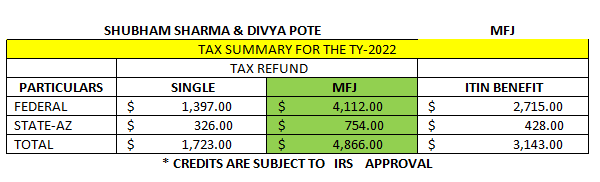 SHUBHAM SHARMA & DIVYA POTE MFJ
TAX SUMMARY FOR THE TY-2022
TAX REFUND
PARTICULARS SINGLE MFJ ITIN BENEFIT
FEDERAL $ 1,397.00 $ 4,112.00 $ 2,715.00
STATE-AZ $ 326.00 $ 754.00 $ 428.00
TOTAL $ 1,723.00 $ 4,866.00 $ 3,143.00
* CREDITS ARE SUBJECT TO IRS APPROVAL